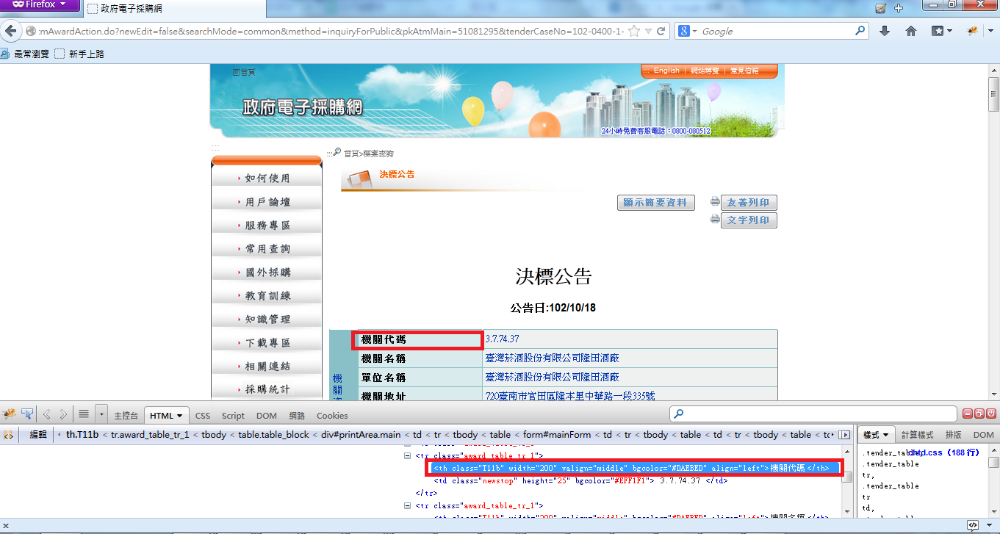 Firefox
政府電子採購網
:mAwardAction.do?newEdit=false&searchMode=common&method=inquiryForPublic&pkAtmMain=51081295&tenderCaseNo=102-0400-1-
Google
最常瀏覽 新手上路
回首頁
::: English | 網站導覽 | 意見信箱
政府電子採購網
24小時免費客服電話：0800-080512
:::
:::首頁>標案查詢
決標公告
顯示簡要資料
友善列印
文字列印
如何使用
用戶論壇
服務專區
常用查詢
國外採購
教育訓練
知識管理
下載專區
相關連結
採購統計
決標公告
公告日:102/10/18
機關
機關代碼 3.7.74.37
機關名稱 臺灣菸酒股份有限公司隆田酒廠
單位名稱 臺灣菸酒股份有限公司隆田酒廠
機關地址 720臺南市官田區隆本里中華路一段335號
主控台 HTML CSS Script DOM 網路 Cookies
編輯 th.T11b < tr.award_table_tr_1 < tbody < table.table_block < div#printArea.main < td < tr < tbody < table < form#mainForm < td < tr < tbody < table < td < tr < tbody < table < tc
樣式 計算樣式 排版 DOM
<tr class="award_table_tr_1">
<th class="T11b" width="200" valign="middle" bgcolor="#DAEBED" align="left">機關代碼</th>
<td class="newstop" height="25" bgcolor="#EFF1F1"> 3.7.74.37 </td>
</tr>
<tr class="award_table_tr_1">
<th class="T11b" width="200" valign="middle" bgcolor="#DAEBED" align="left">機關名稱</th>
.tender_table,
css (188 行)
.tender_table
tr,
.tender_table
tr
td,